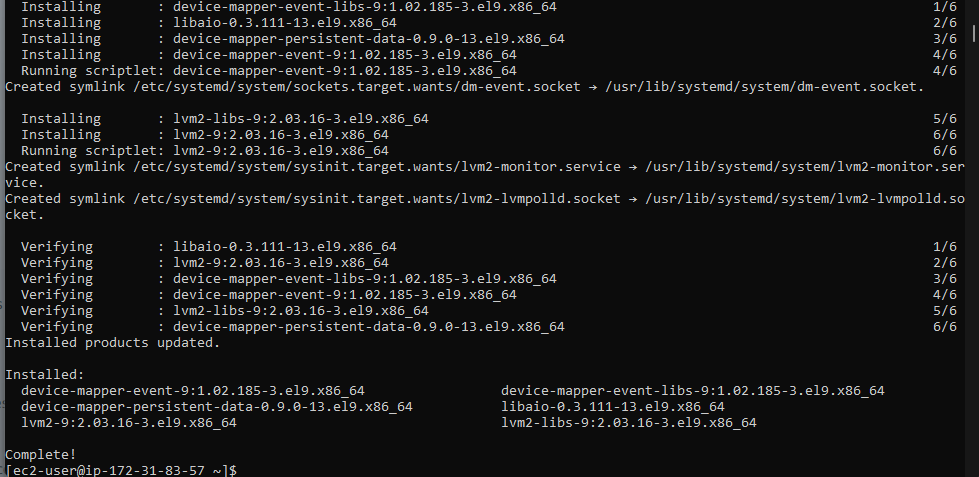 Installing : device-mapper-event-libs-9:1.02.185-3.el9.x86_64 1/6
Installing : libaio-0.3.111-13.el9.x86_64 2/6
Installing : device-mapper-persistent-data-0.9.0-13.el9.x86_64 3/6
Installing : device-mapper-event-9:1.02.185-3.el9.x86_64 4/6
Running scriptlet: device-mapper-event-9:1.02.185-3.el9.x86_64 4/6
Created symlink /etc/systemd/system/sockets.target.wants/dm-event.socket → /usr/lib/systemd/system/dm-event.socket.
Installing : lvm2-libs-9:2.03.16-3.el9.x86_64 5/6
Installing : lvm2-9:2.03.16-3.el9.x86_64 6/6
Running scriptlet: lvm2-9:2.03.16-3.el9.x86_64 6/6
Created symlink /etc/systemd/system/sysinit.target.wants/lvm2-monitor.service → /usr/lib/systemd/system/lvm2-monitor.ser
vice.
Created symlink /etc/systemd/system/sysinit.target.wants/lvm2-lvmpolld.socket → /usr/lib/systemd/system/lvm2-lvmpolld.so
cket.
Verifying : libaio-0.3.111-13.el9.x86_64 1/6
Verifying : lvm2-9:2.03.16-3.el9.x86_64 2/6
Verifying : device-mapper-event-libs-9:1.02.185-3.el9.x86_64 3/6
Verifying : device-mapper-event-9:1.02.185-3.el9.x86_64 4/6
Verifying : lvm2-libs-9:2.03.16-3.el9.x86_64 5/6
Verifying : device-mapper-persistent-data-0.9.0-13.el9.x86_64 6/6
Installed products updated.
Installed:
device-mapper-event-9:1.02.185-3.el9.x86_64 device-mapper-event-libs-9:1.02.185-3.el9.x86_64
device-mapper-persistent-data-0.9.0-13.el9.x86_64 libaio-0.3.111-13.el9.x86_64
lvm2-9:2.03.16-3.el9.x86_64 lvm2-libs-9:2.03.16-3.el9.x86_64
Complete!
[ec2-user@ip-172-31-83-57 ~]$